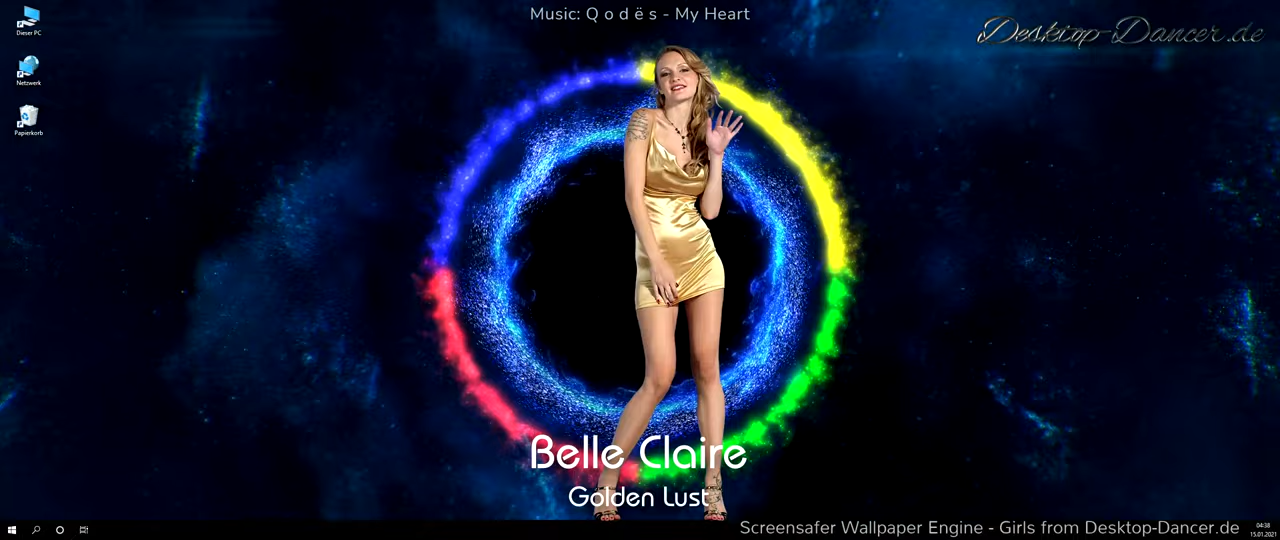 Music: Q o d ë s - My Heart
Desktop-Dancer.de
Dieser PC
Netzwerk
Papierkorb
Belle Claire
Golden Lust
Screensafer Wallpaper Engine - Girls from Desktop-Dancer.de
04:38
15.01.2021